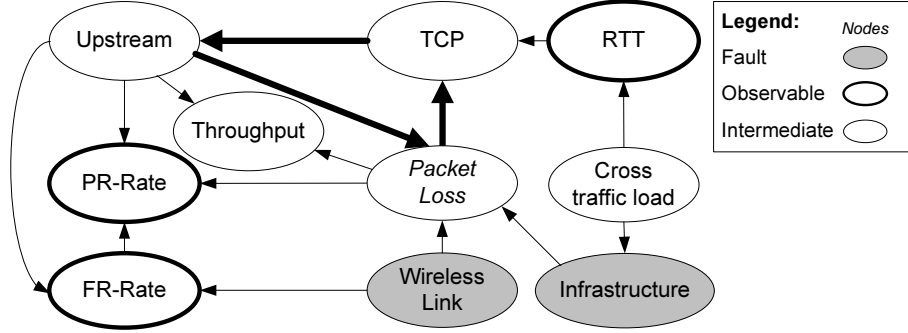 Upstream
TCP
RTT
Legend:
Nodes
Fault
Observable
Intermediate
Throughput
PR-Rate
Packet
Loss
Cross
traffic load
FR-Rate
Wireless
Link
Infrastructure